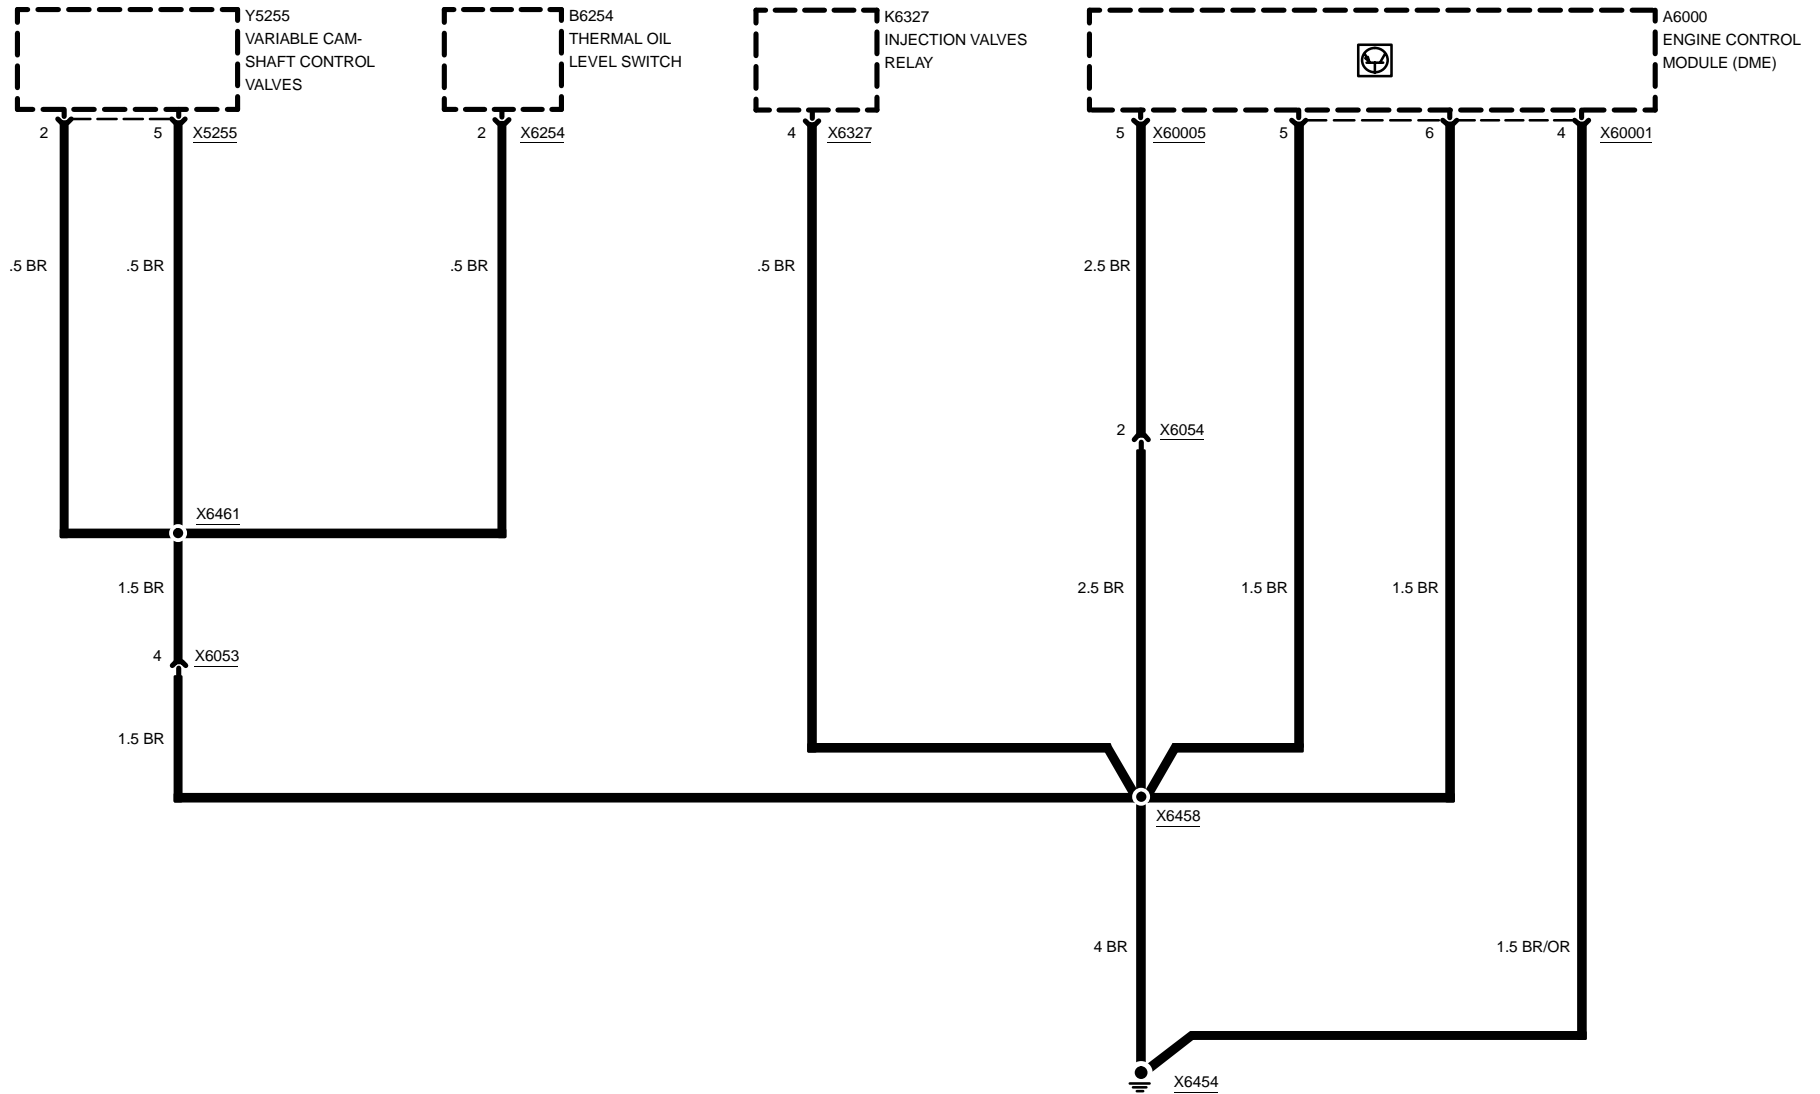 Y5255
VARIABLE CAM-
SHAFT CONTROL
VALVES
B6254
THERMAL OIL
LEVEL SWITCH
K6327
INJECTION VALVES
RELAY
A6000
ENGINE CONTROL
MODULE (DME)
2
5
X5255
2
X6254
4
X6327
5
X60005
5
6
4
X60001
.5 BR
.5 BR
.5 BR
.5 BR
2.5 BR
2
X6054
X6461
1.5 BR
2.5 BR
1.5 BR
1.5 BR
4
X6053
1.5 BR
X6458
4 BR
1.5 BR/OR
X6454